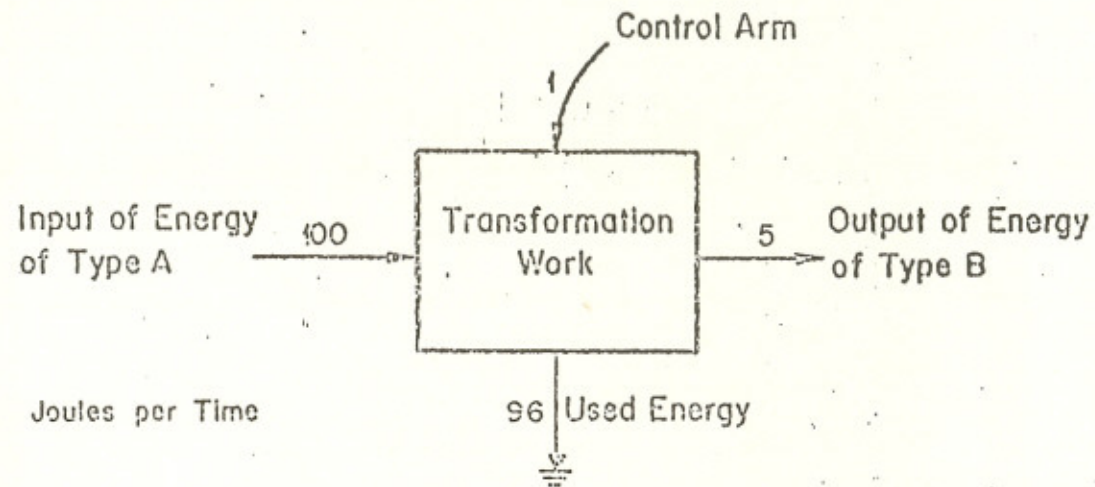 Control Arm
1
Input of Energy
of Type A
100
Transformation
Work
5
Output of Energy
of Type B
Joules per Time
96 Used Energy